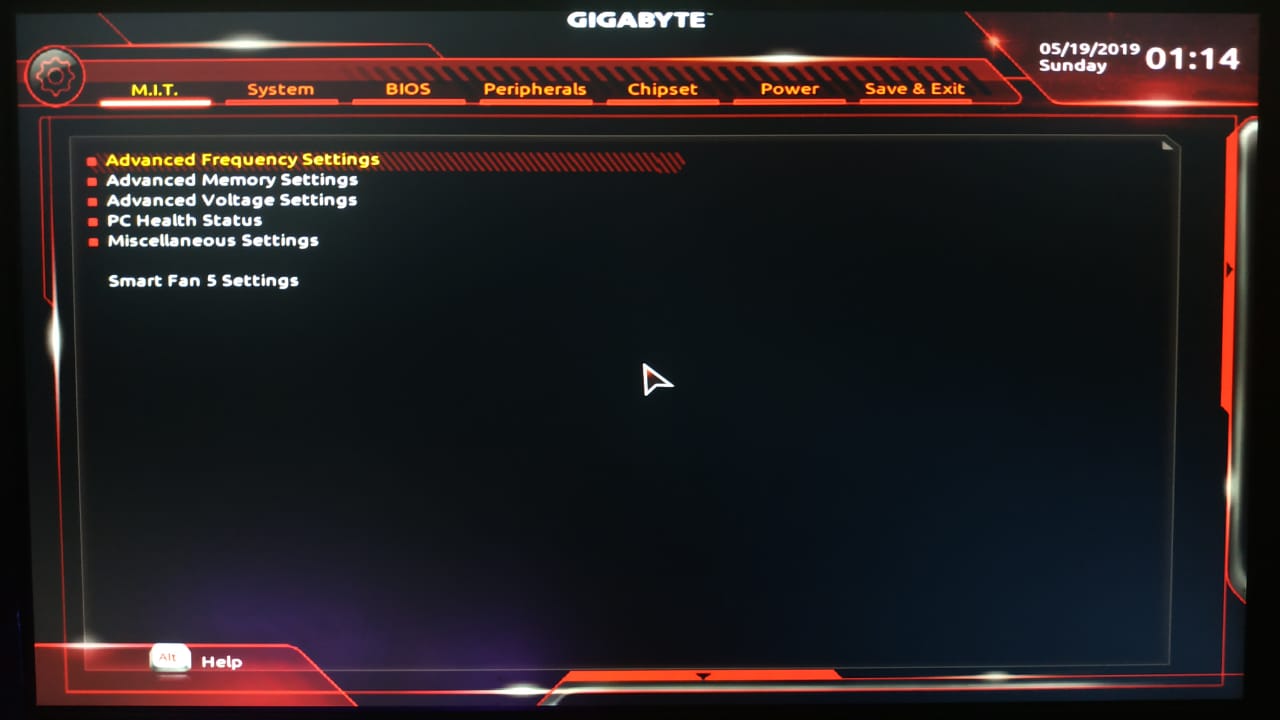 GIGABYTE™
05/19/2019 01:14
Sunday
M.I.T. System BIOS Peripherals Chipset Power Save & Exit
Advanced Frequency Settings
Advanced Memory Settings
Advanced Voltage Settings
PC Health Status
Miscellaneous Settings
Smart Fan 5 Settings
Alt Help